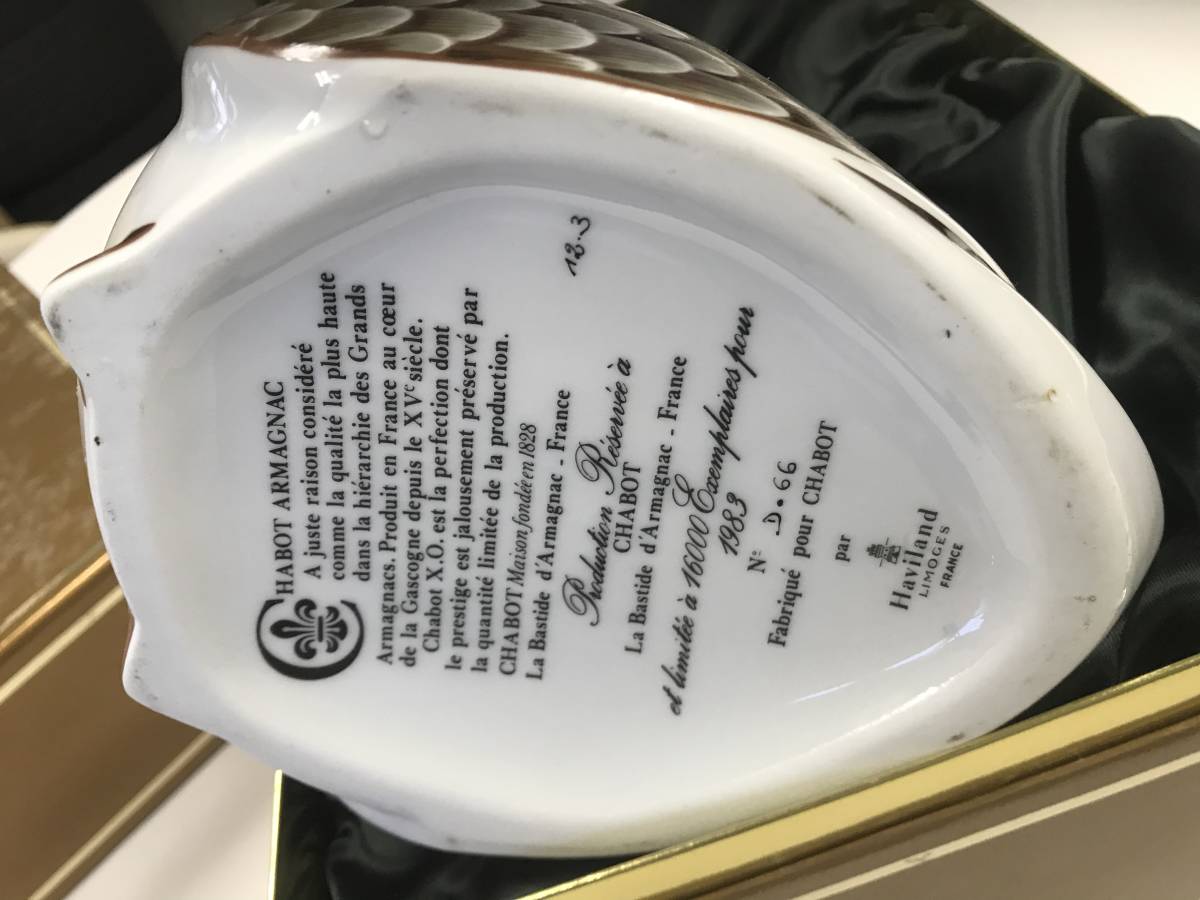 CHABOT ARMAGNAC
A juste raison considéré
comme la qualité la plus haute
dans la hiérarchie des Grands
Armagnacs. Produit en France au cœur
de la Gascogne depuis le XVe siècle.
Chabot X.O. est la perfection dont
le prestige est jalousement préservé par
la quantité limitée de la production.
CHABOT Maison fondée en 1828
La Bastide d'Armagnac - France
12.3
Production Réservée à
CHABOT
La Bastide d'Armagnac - France
et limitée à 16000 Exemplaires pour
1983
N° D.66
Fabriqué pour CHABOT
par
Haviland
LIMOGES
FRANCE